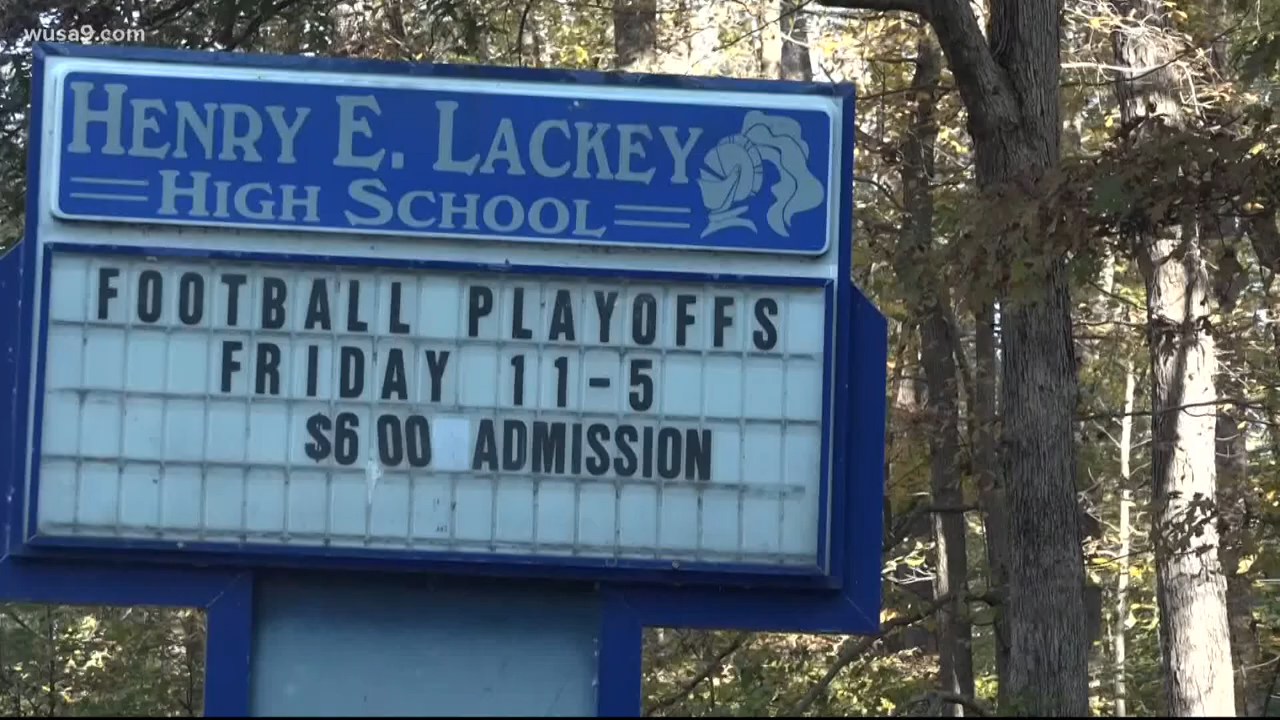 wusa9.com
HENRY E. LACKEY
HIGH SCHOOL
FOOTBALL PLAYOFFS
FRIDAY 11-5
$6 00 ADMISSION